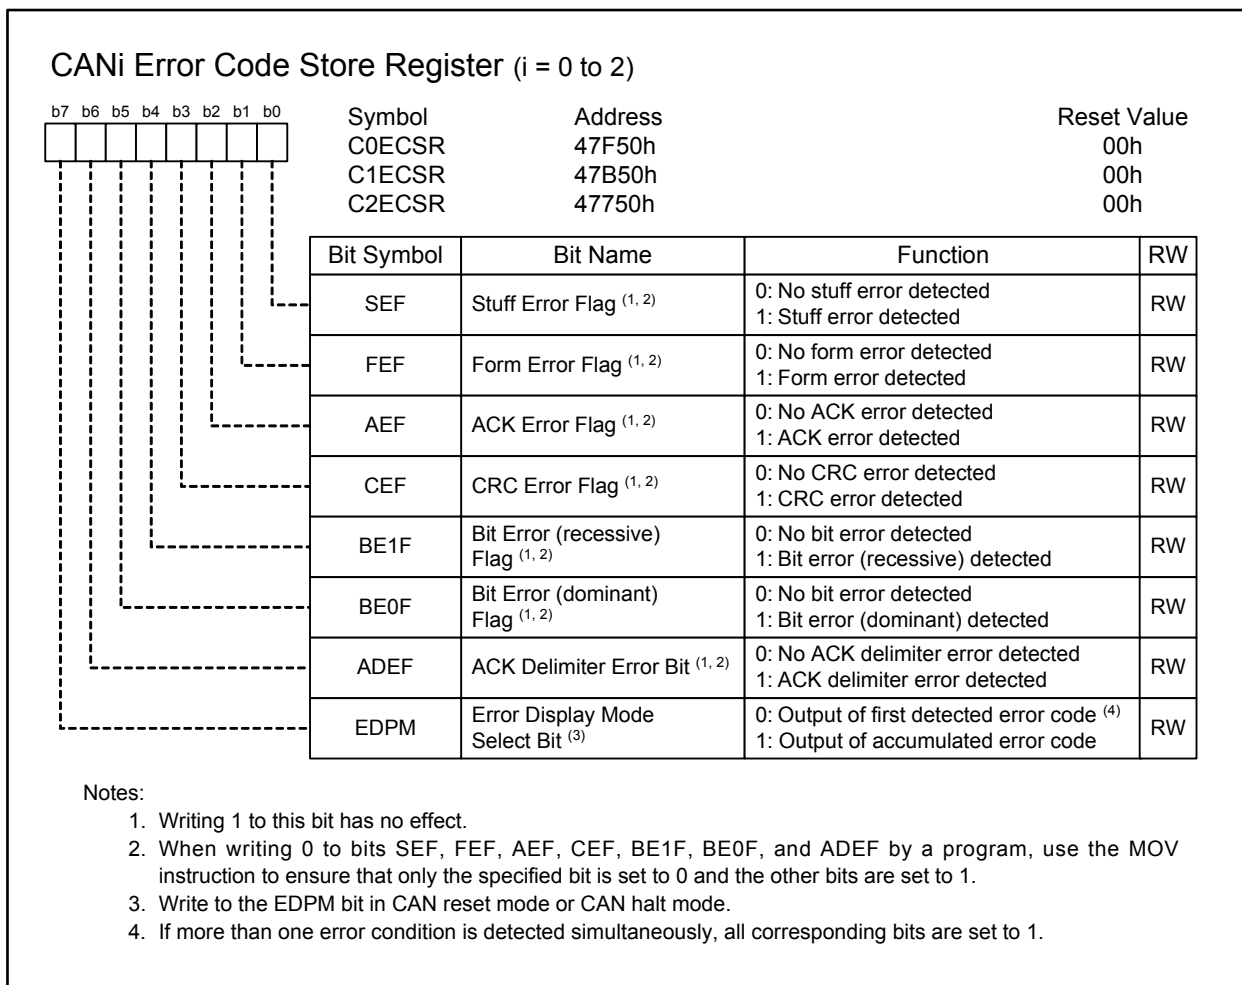 CANi Error Code Store Register (i = 0 to 2)
b7 b6 b5 b4 b3 b2 b1 b0
Symbol Address Reset Value
C0ECSR 47F50h 00h
C1ECSR 47B50h 00h
C2ECSR 47750h 00h
Bit Symbol Bit Name Function RW
SEF Stuff Error Flag (1, 2) 0: No stuff error detected RW
1: Stuff error detected
FEF Form Error Flag (1, 2) 0: No form error detected RW
1: Form error detected
AEF ACK Error Flag (1, 2) 0: No ACK error detected RW
1: ACK error detected
CEF CRC Error Flag (1, 2) 0: No CRC error detected RW
1: CRC error detected
BE1F Bit Error (recessive) 0: No bit error detected RW
Flag (1, 2) 1: Bit error (recessive) detected
BE0F Bit Error (dominant) 0: No bit error detected RW
Flag (1, 2) 1: Bit error (dominant) detected
ADEF ACK Delimiter Error Bit (1, 2) 0: No ACK delimiter error detected RW
1: ACK delimiter error detected
EDPM Error Display Mode 0: Output of first detected error code (4) RW
Select Bit (3) 1: Output of accumulated error code
Notes:
1. Writing 1 to this bit has no effect.
2. When writing 0 to bits SEF, FEF, AEF, CEF, BE1F, BE0F, and ADEF by a program, use the MOV
instruction to ensure that only the specified bit is set to 0 and the other bits are set to 1.
3. Write to the EDPM bit in CAN reset mode or CAN halt mode.
4. If more than one error condition is detected simultaneously, all corresponding bits are set to 1.